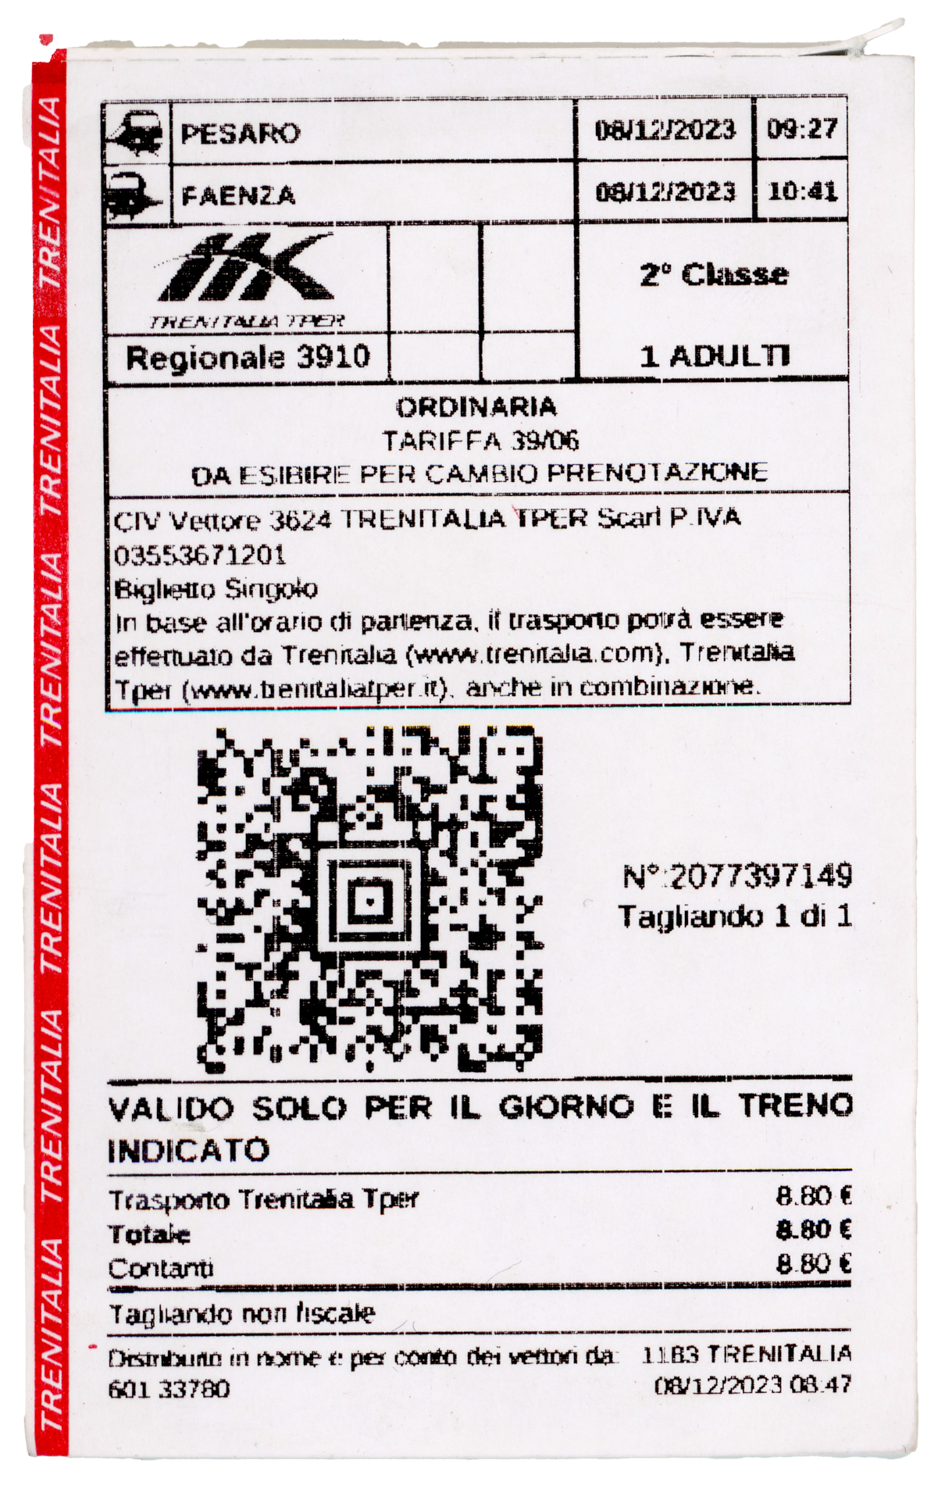 PESARO 08/12/2023 09:27
FAENZA 08/12/2023 10:41
TRENITALIA TPER
2° Classe
Regionale 3910
1 ADULTI
ORDINARIA
TARIFFA 39/06
DA ESIBIRE PER CAMBIO PRENOTAZIONE
CIV Vettore 3624 TRENITALIA TPER Scarl P.IVA
03553671201
Biglietto Singolo
In base all'orario di partenza, il trasporto potrà essere
effettuato da Trenitalia (www.trenitalia.com), Trenitalia
Tper (www.trenitaliatper.it), anche in combinazione.
N°:2077397149
Tagliando 1 di 1
VALIDO SOLO PER IL GIORNO E IL TRENO
INDICATO
Trasporto Trenitalia Tper 8.80 €
Totale 8.80 €
Contanti 8.80 €
Tagliando non fiscale
Distribuito in nome e per conto dei vettori da: 1183 TRENITALIA
601 33780 08/12/2023 08:47
TRENITALIA TRENITALIA TRENITALIA TRENITALIA TRENITALIA TRENITALIA